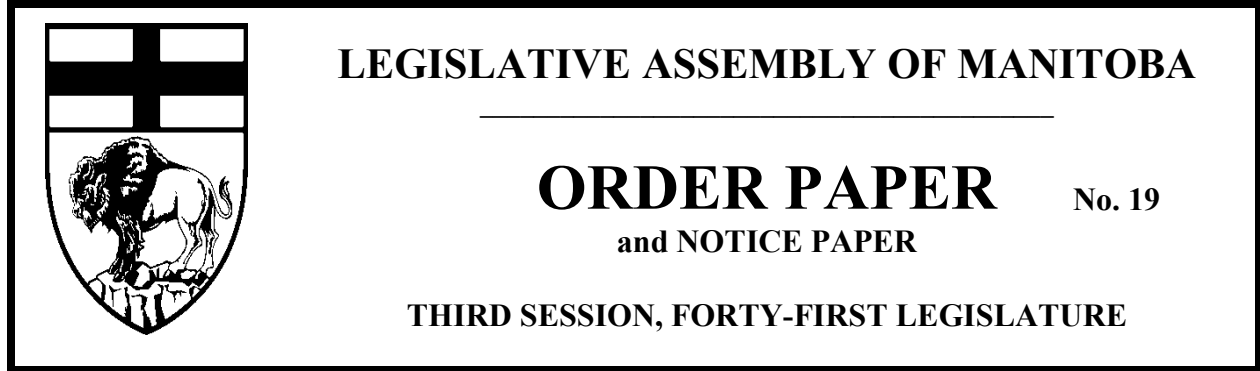 LEGISLATIVE ASSEMBLY OF MANITOBA
ORDER PAPER No. 19
and NOTICE PAPER
THIRD SESSION, FORTY-FIRST LEGISLATURE